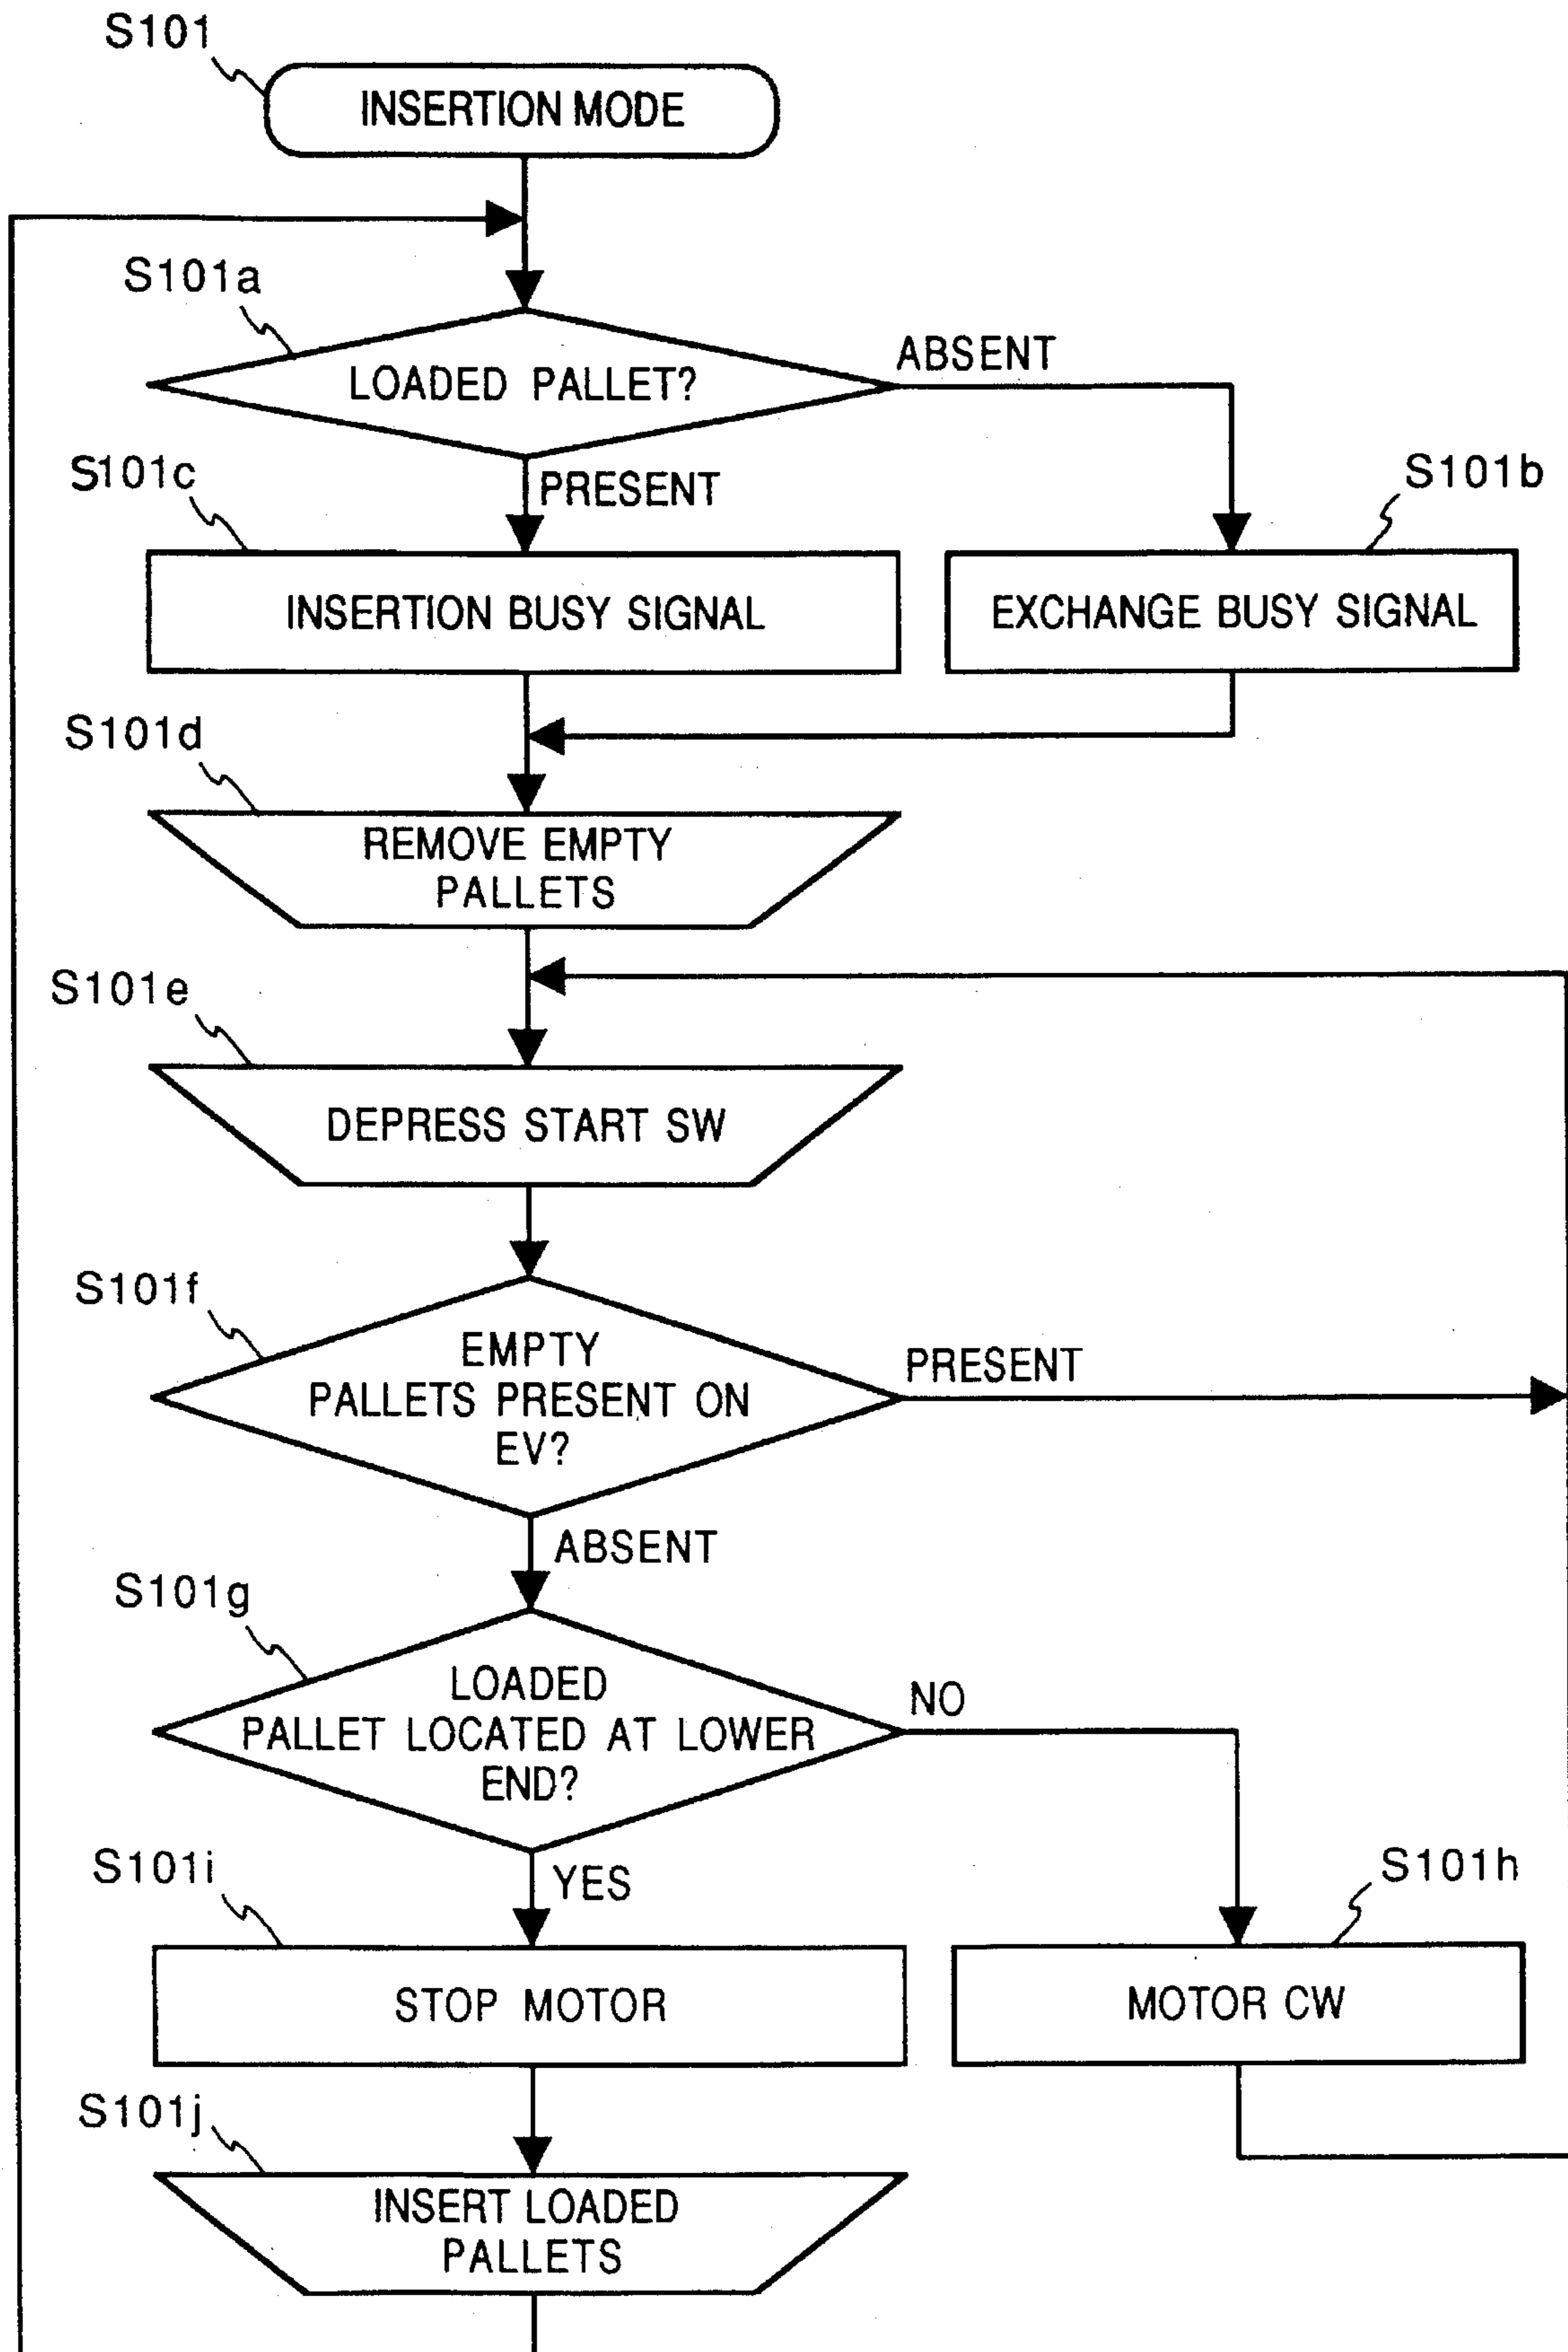 S101
INSERTION MODE
S101a
LOADED PALLET?
ABSENT
S101c
PRESENT
S101b
INSERTION BUSY SIGNAL
EXCHANGE BUSY SIGNAL
S101d
REMOVE EMPTY
PALLETS
S101e
DEPRESS START SW
S101f
EMPTY
PALLETS PRESENT ON
EV?
PRESENT
ABSENT
S101g
LOADED
PALLET LOCATED AT LOWER
END?
NO
S101i
YES
S101h
STOP MOTOR
MOTOR CW
S101j
INSERT LOADED
PALLETS